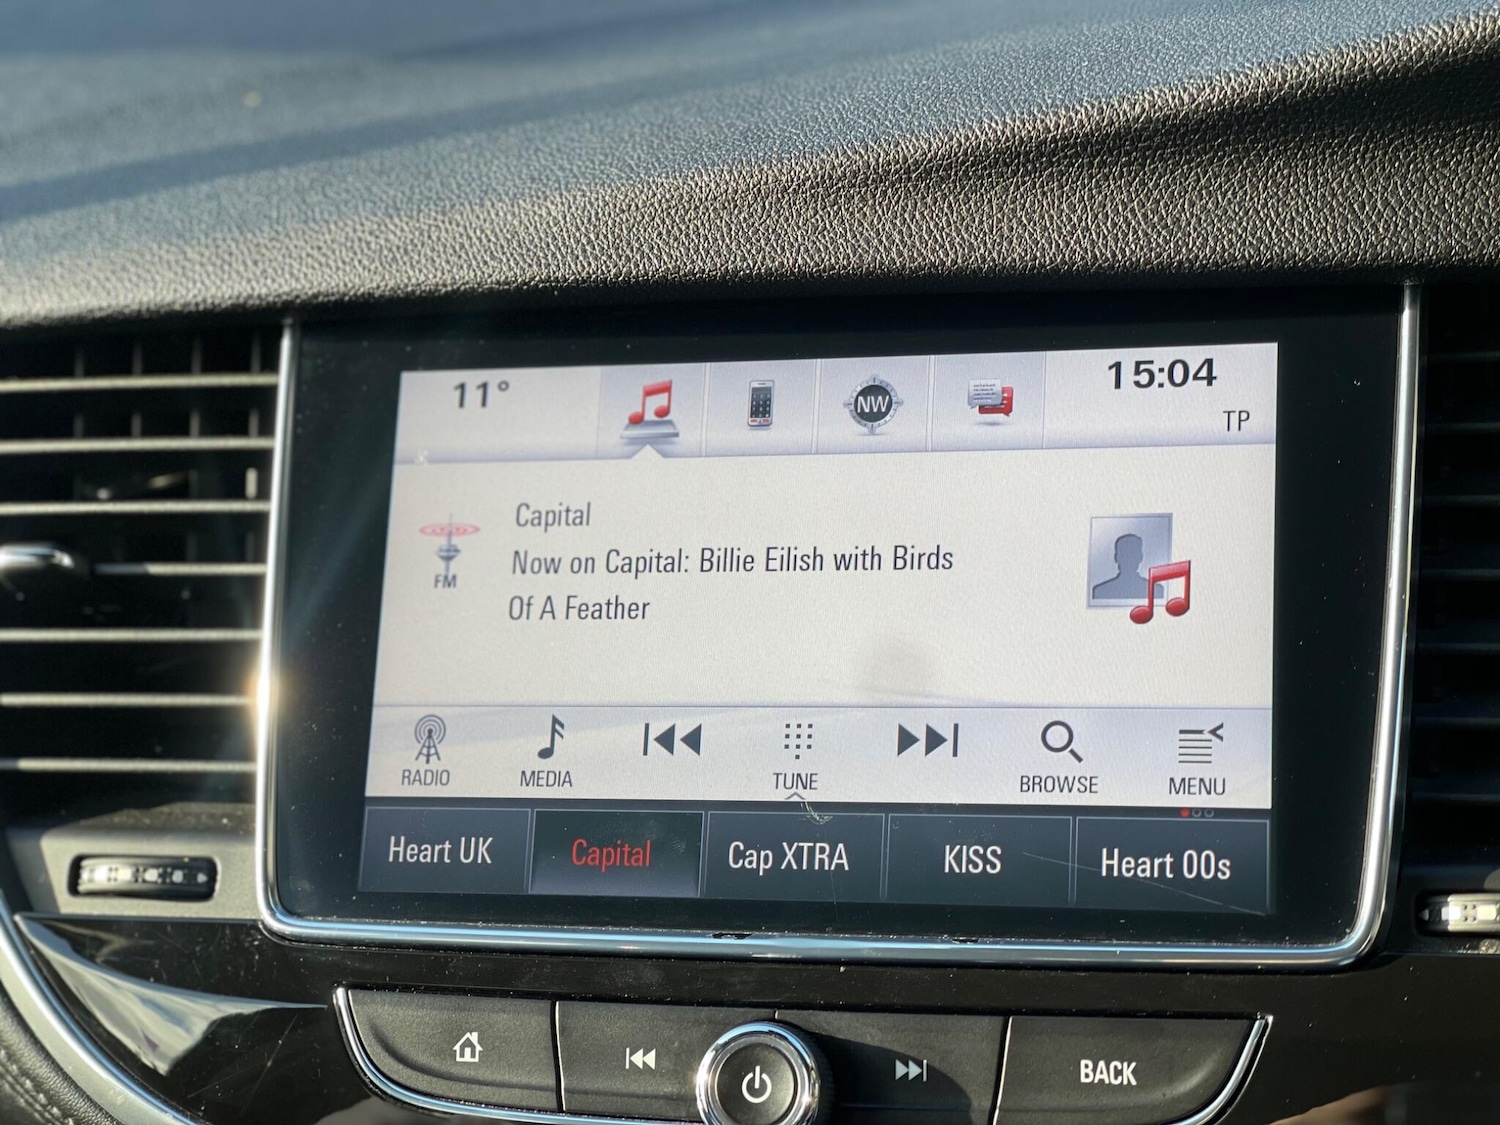 11°
NW
15:04
TP
FM
Capital
Now on Capital: Billie Eilish with Birds
Of A Feather
RADIO
MEDIA
TUNE
BROWSE
MENU
Heart UK
Capital
Cap XTRA
KISS
Heart 00s
BACK